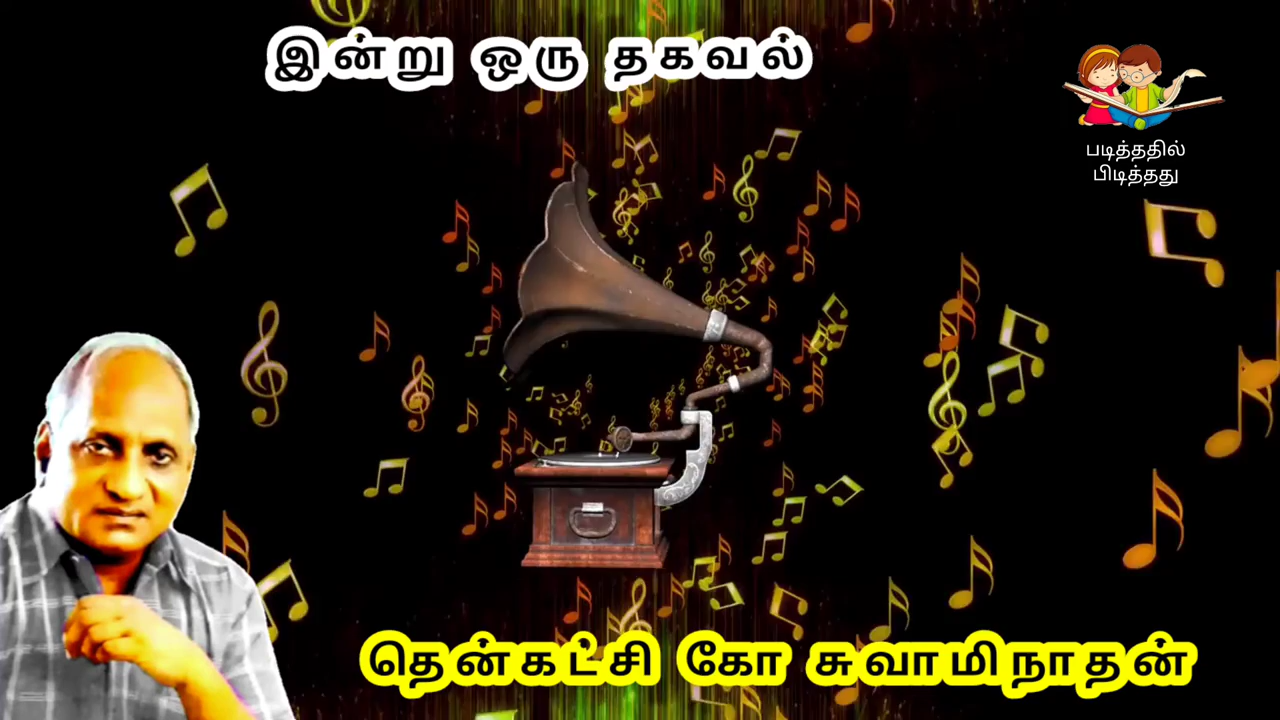 இன்று ஒரு தகவல்
படித்ததில்
பிடித்தது
தென்கட்சி கோ சுவாமிநாதன்